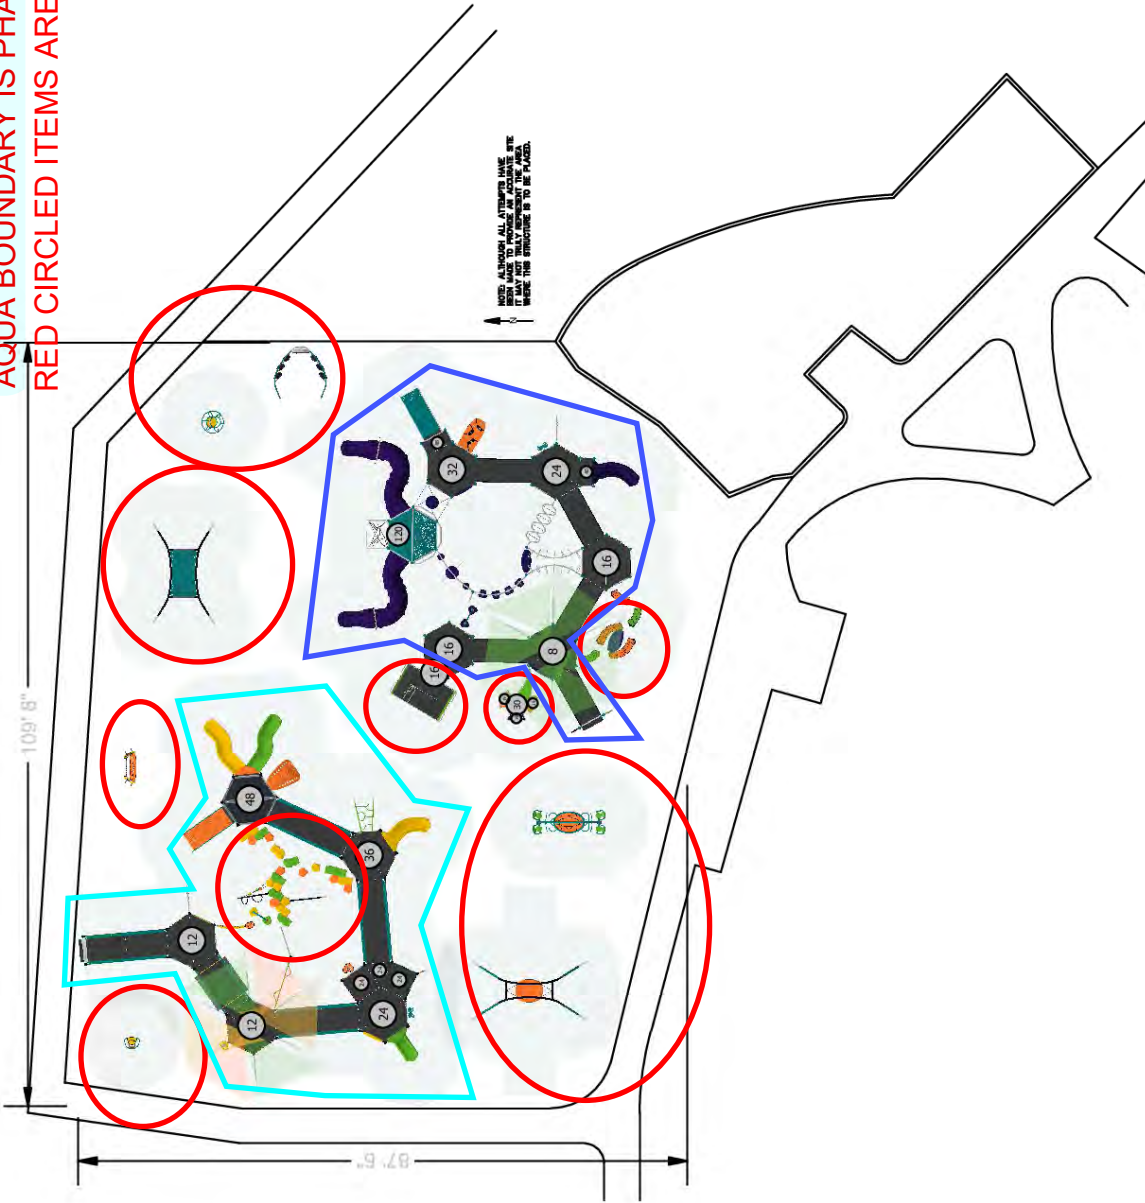 AQUA BOUNDARY IS PHA
RED CIRCLED ITEMS ARE
NOTE: ALTHOUGH ALL ATTEMPTS HAVE
BEEN MADE TO PROVIDE AN ACCURATE SITE
IT MAY NOT TRULY REPRESENT THE AREA
WHERE THIS STRUCTURE IS TO BE PLACED.
N
109' 6"
87' 6"
120
32
24
16
8
16
16
30
48
36
12
12
24
24